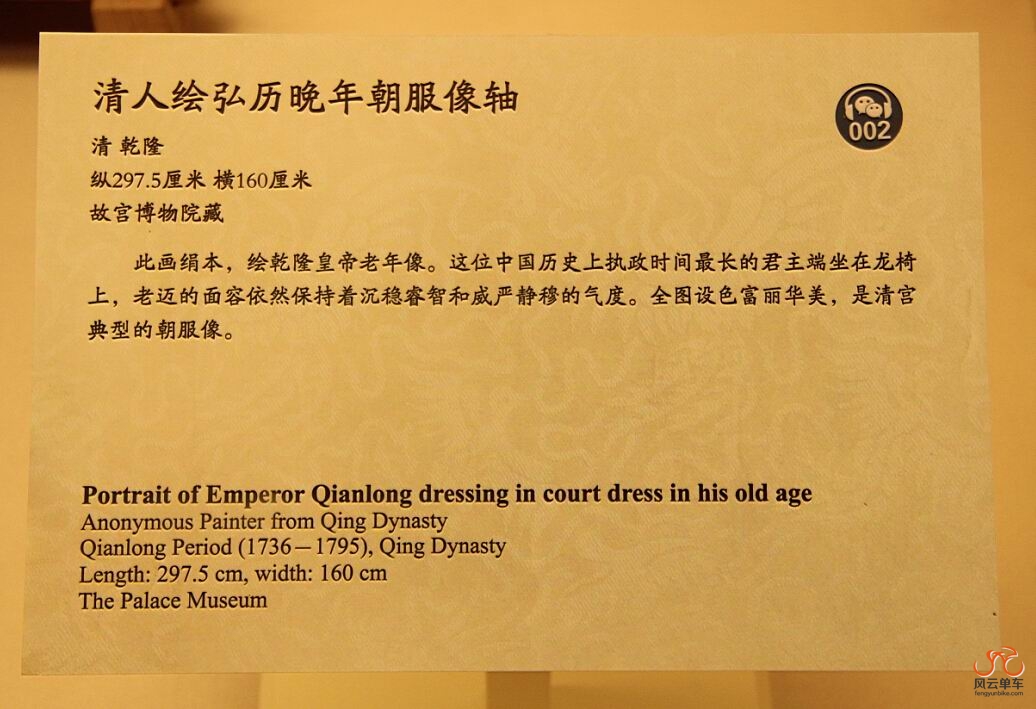 清人绘弘历晚年朝服像轴
002
清 乾隆
纵297.5厘米 横160厘米
故宫博物院藏
此画绢本，绘乾隆皇帝老年像。这位中国历史上执政时间最长的君主端坐在龙椅
上，老迈的面容依然保持着沉稳睿智和威严静穆的气度。全图设色富丽华美，是清宫
典型的朝服像。
Portrait of Emperor Qianlong dressing in court dress in his old age
Anonymous Painter from Qing Dynasty
Qianlong Period (1736－1795), Qing Dynasty
Length: 297.5 cm, width: 160 cm
The Palace Museum
风云单车
fengyunbike.com